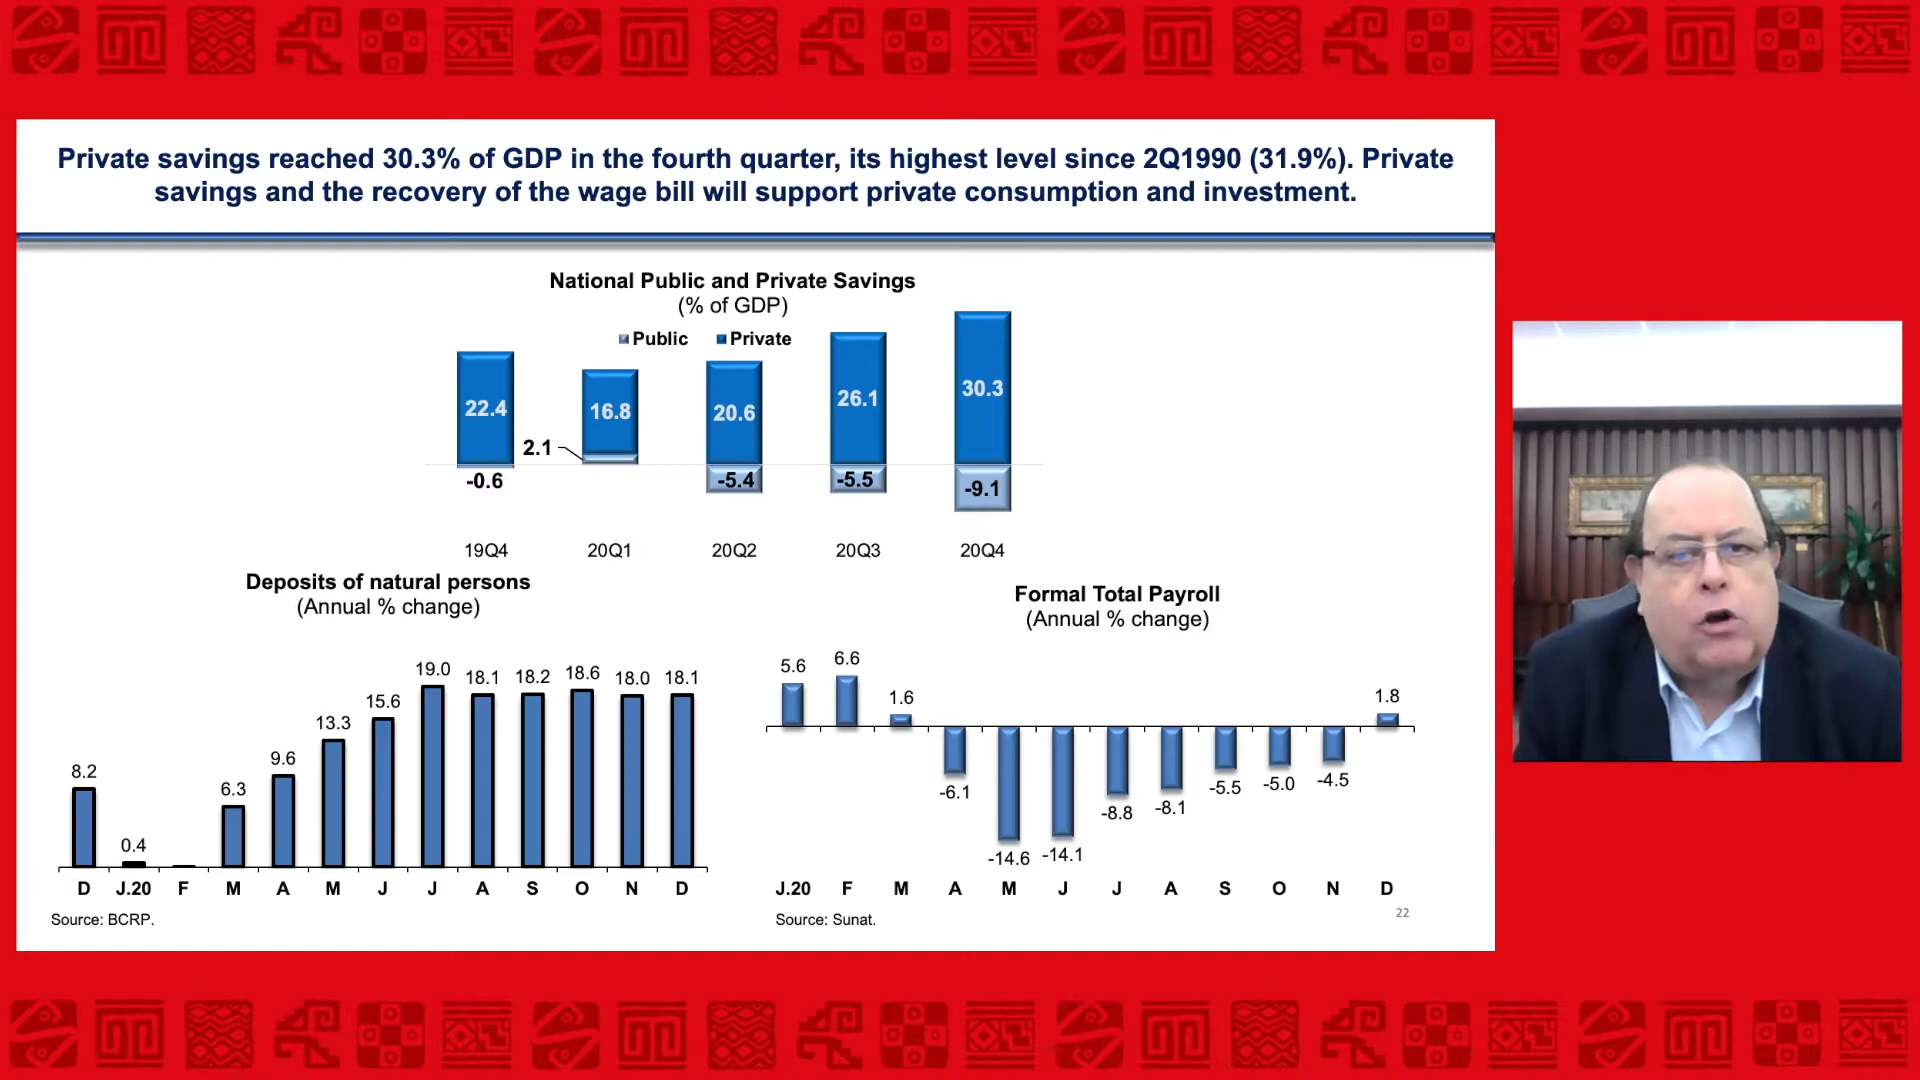 Private savings reached 30.3% of GDP in the fourth quarter, its highest level since 2Q1990 (31.9%). Private
savings and the recovery of the wage bill will support private consumption and investment.
National Public and Private Savings
(% of GDP)
Public Private
22.4 16.8 20.6 26.1 30.3
2.1
-0.6 -5.4 -5.5 -9.1
19Q4 20Q1 20Q2 20Q3 20Q4
Deposits of natural persons
(Annual % change)
8.2 0.4 6.3 9.6 13.3 15.6 19.0 18.1 18.2 18.6 18.0 18.1
D J.20 F M A M J J A S O N D
Source: BCRP.
Formal Total Payroll
(Annual % change)
5.6 6.6 1.6 -6.1 -14.6 -14.1 -8.8 -8.1 -5.5 -5.0 -4.5 1.8
J.20 F M A M J J A S O N D
Source: Sunat.
22